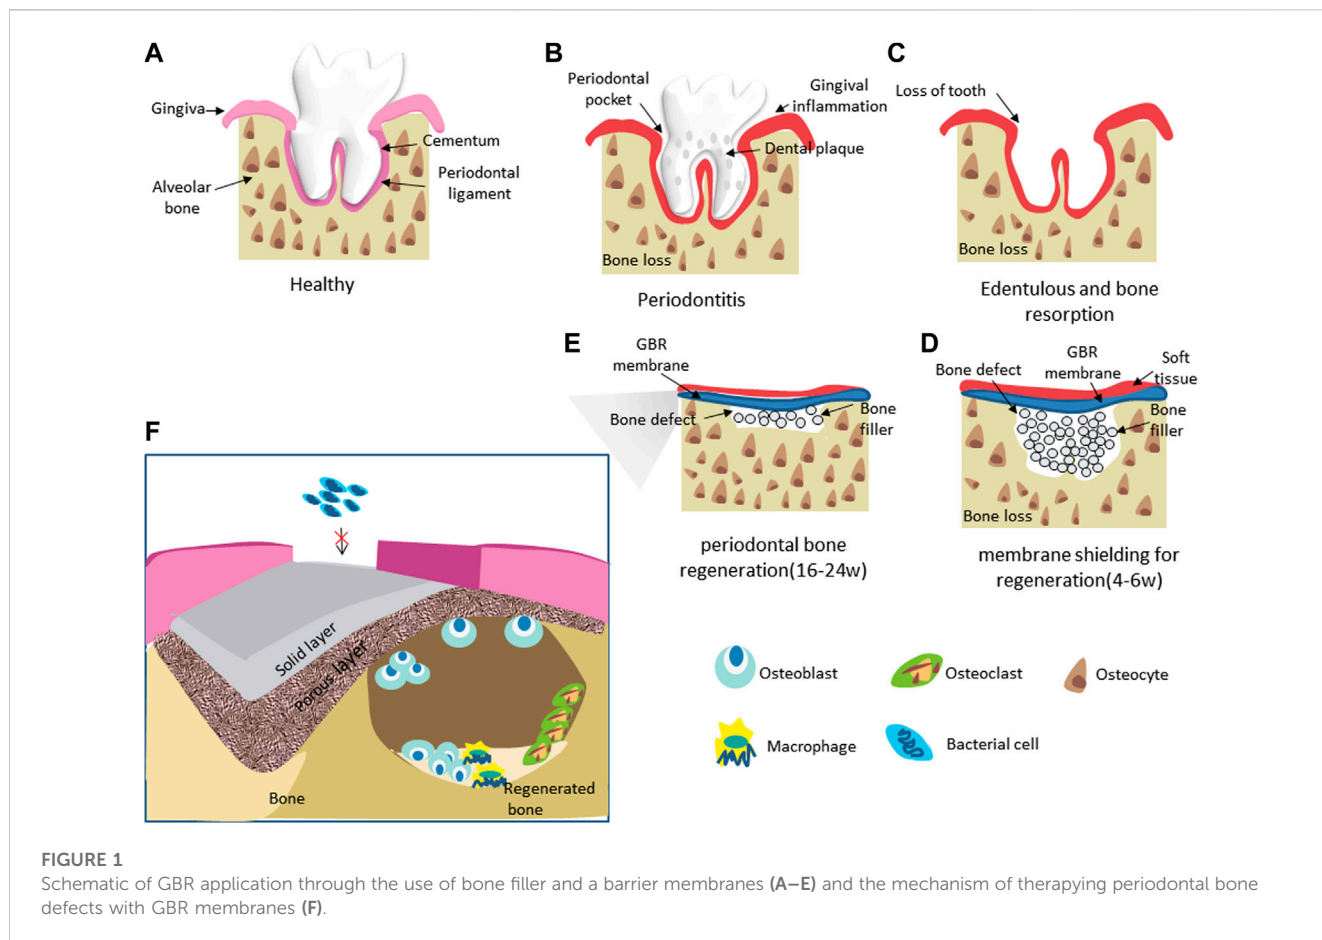 A
Gingiva
Alveolar
bone
Cementum
Periodontal
ligament
Healthy
B
Periodontal
pocket
Gingival
inflammation
Dental plaque
Bone loss
Periodontitis
C
Loss of tooth
Bone loss
Edentulous and bone
resorption
E
GBR
membrane
Bone defect
Bone
filler
periodontal bone
regeneration(16-24w)
D
Bone defect
GBR
membrane
Soft
tissue
Bone
filler
Bone loss
membrane shielding for
regeneration(4-6w)
F
Solid layer
Porous layer
Bone
Regenerated
bone
Osteoblast
Osteoclast
Osteocyte
Macrophage
Bacterial cell
FIGURE 1
Schematic of GBR application through the use of bone filler and a barrier membranes (A–E) and the mechanism of therapying periodontal bone
defects with GBR membranes (F).